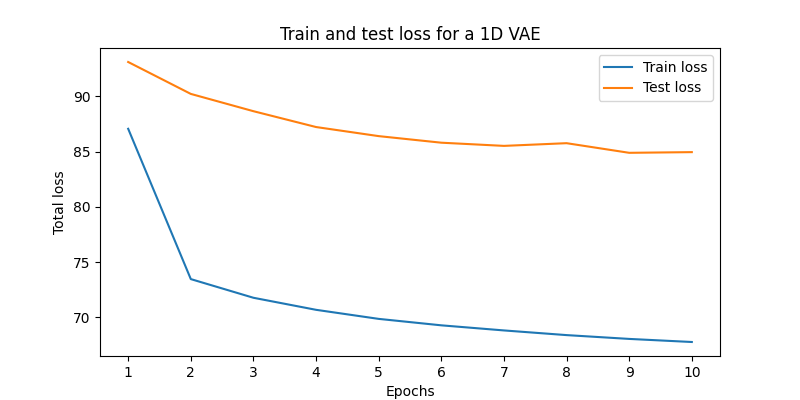 Train and test loss for a 1D VAE
Train loss
Test loss
90
85
80
75
70
Total loss
1 2 3 4 5 6 7 8 9 10
Epochs